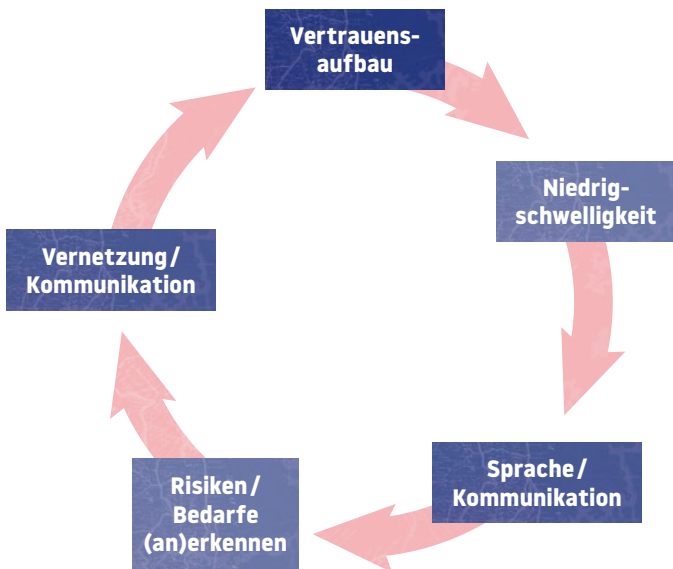 Vertrauens-
aufbau
Niedrig-
schwelligkeit
Sprache/
Kommunikation
Risiken/
Bedarfe
(an)erkennen
Vernetzung/
Kommunikation